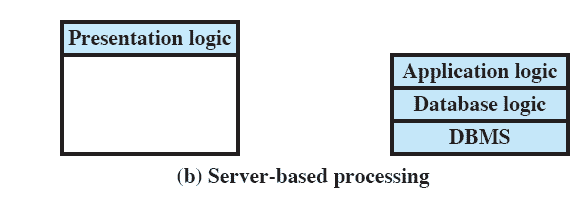 Presentation logic
Application logic
Database logic
DBMS
(b) Server-based processing